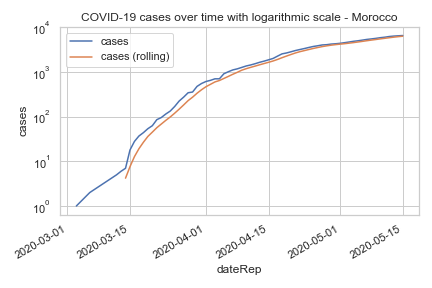 COVID-19 cases over time with logarithmic scale - Morocco
10^4
10^3
10^2
10^1
10^0
cases
cases
cases (rolling)
2020-03-01
2020-03-15
2020-04-01
2020-04-15
2020-05-01
2020-05-15
dateRep